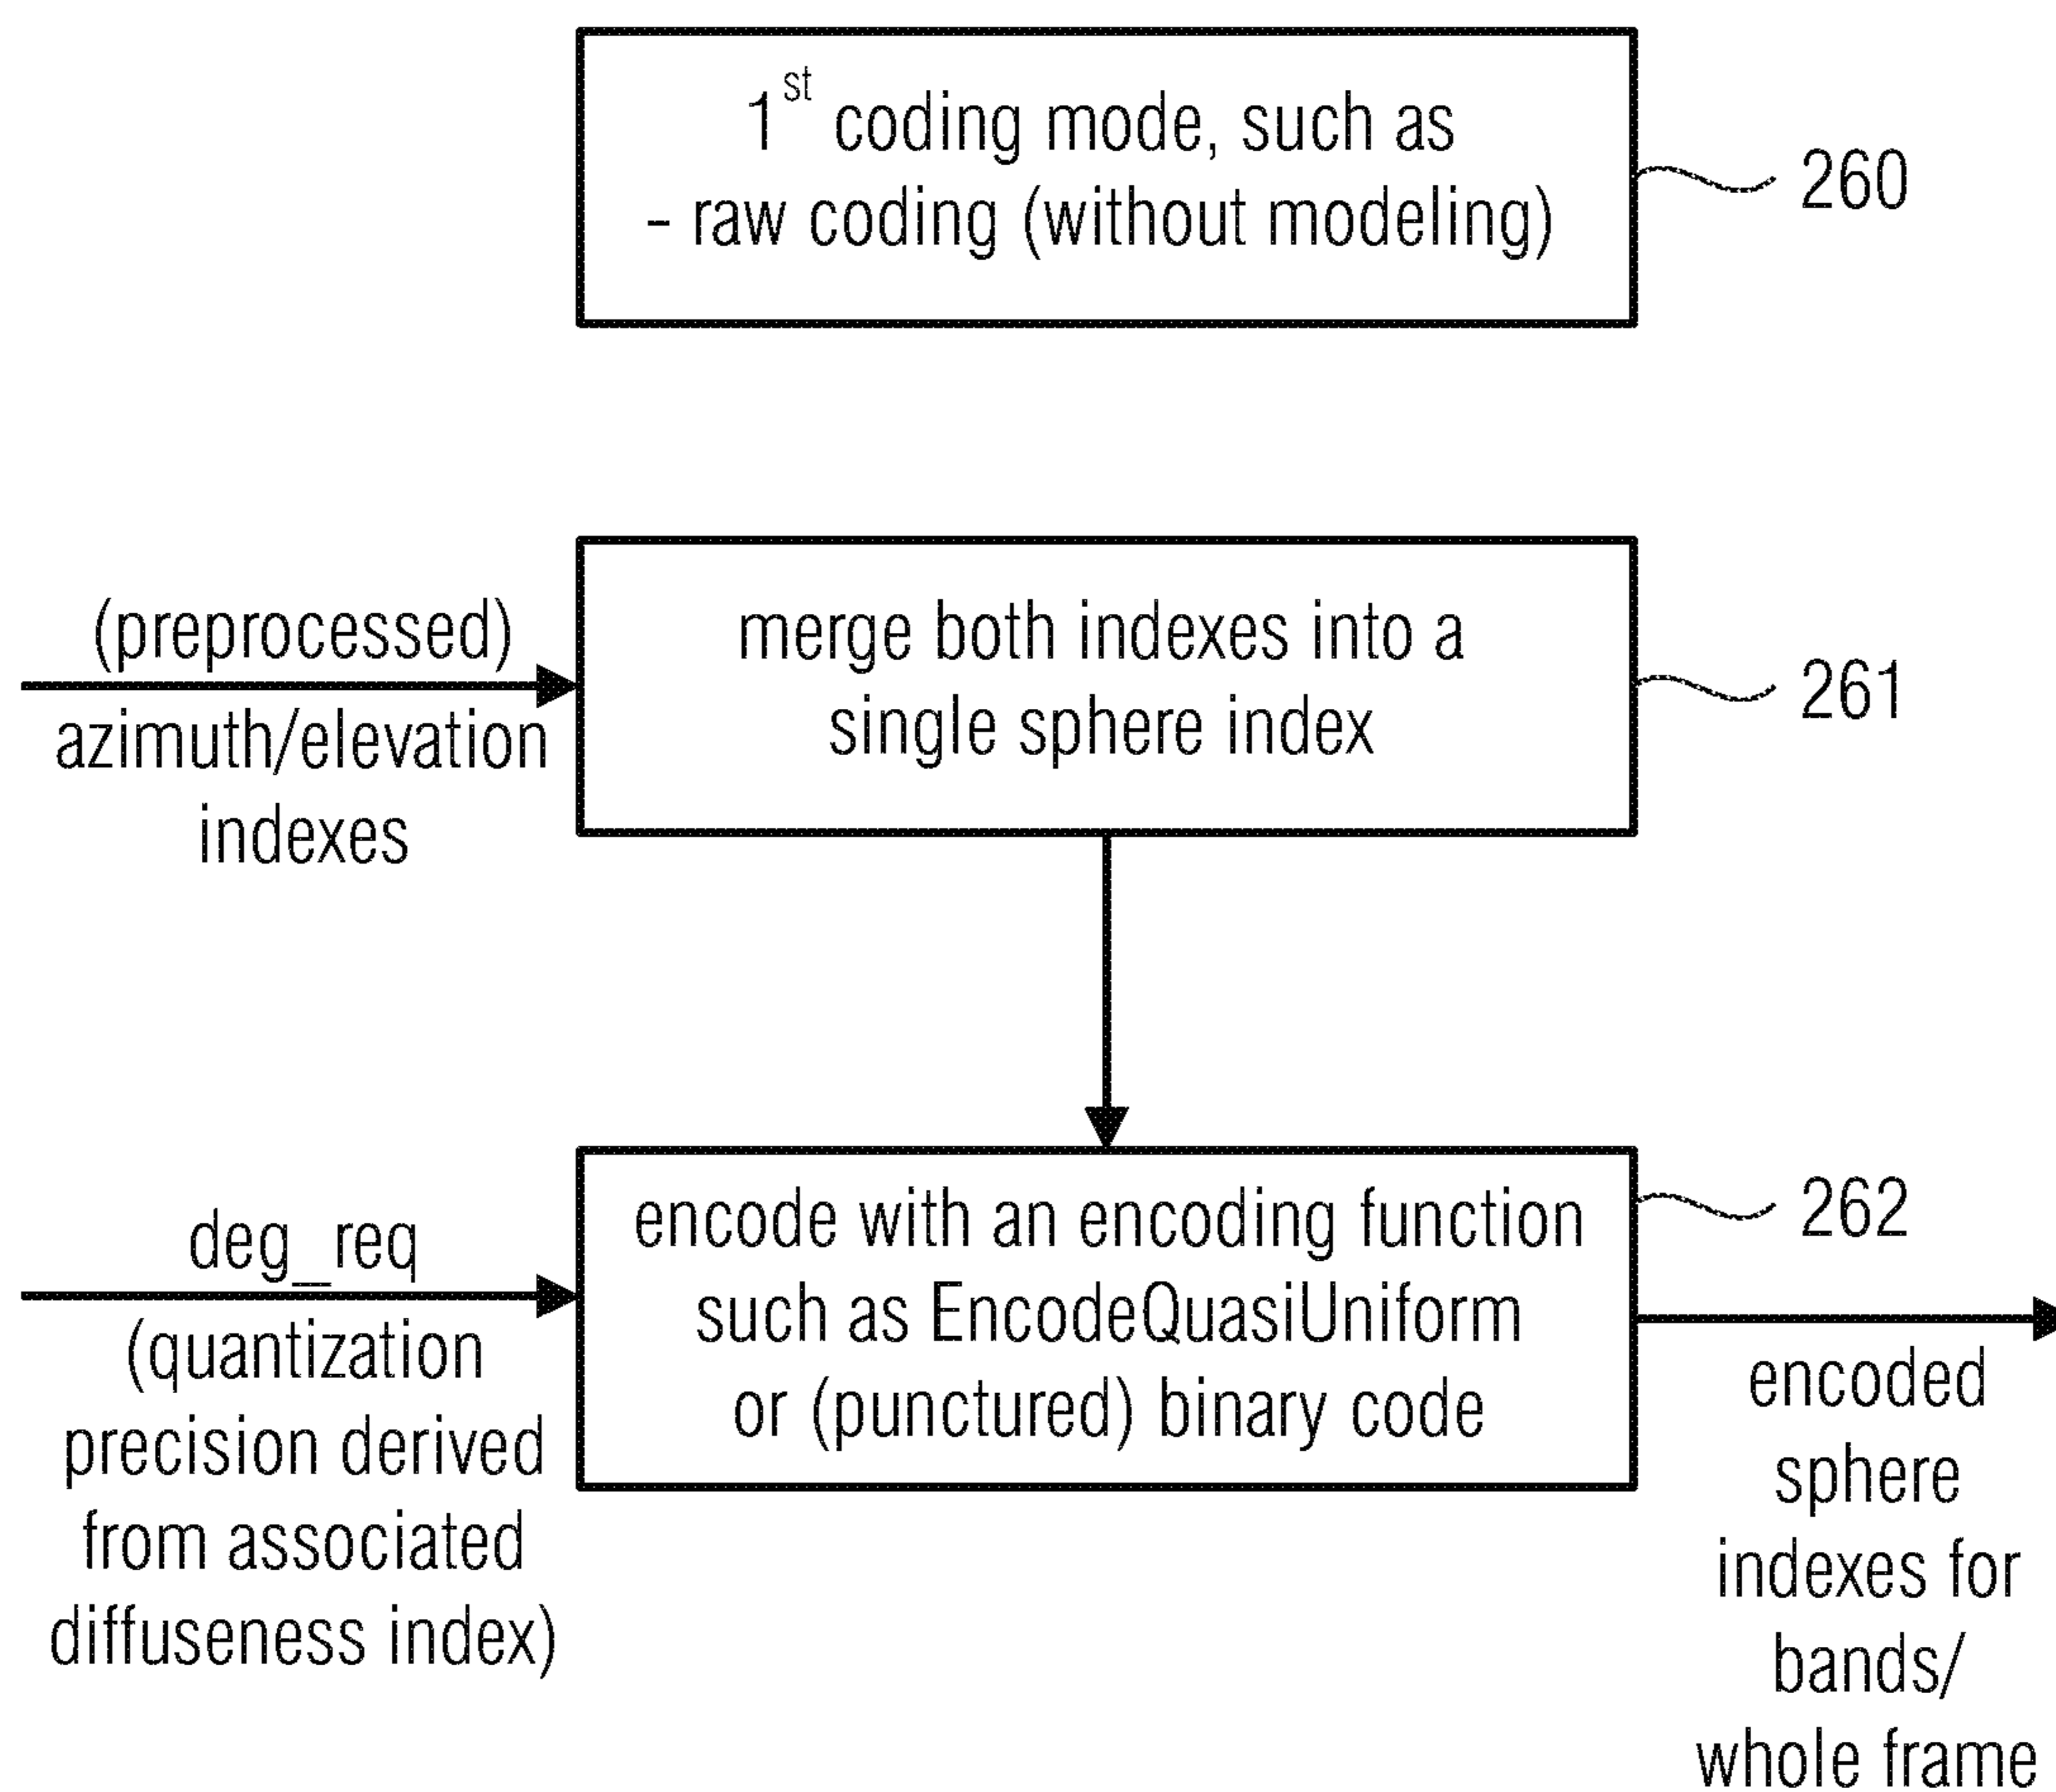 1st coding mode, such as
- raw coding (without modeling)
260
(preprocessed)
azimuth/elevation
indexes
merge both indexes into a
single sphere index
261
deg_req
(quantization
precision derived
from associated
diffuseness index)
encode with an encoding function
such as EncodeQuasiUniform
or (punctured) binary code
262
encoded
sphere
indexes for
bands/
whole frame